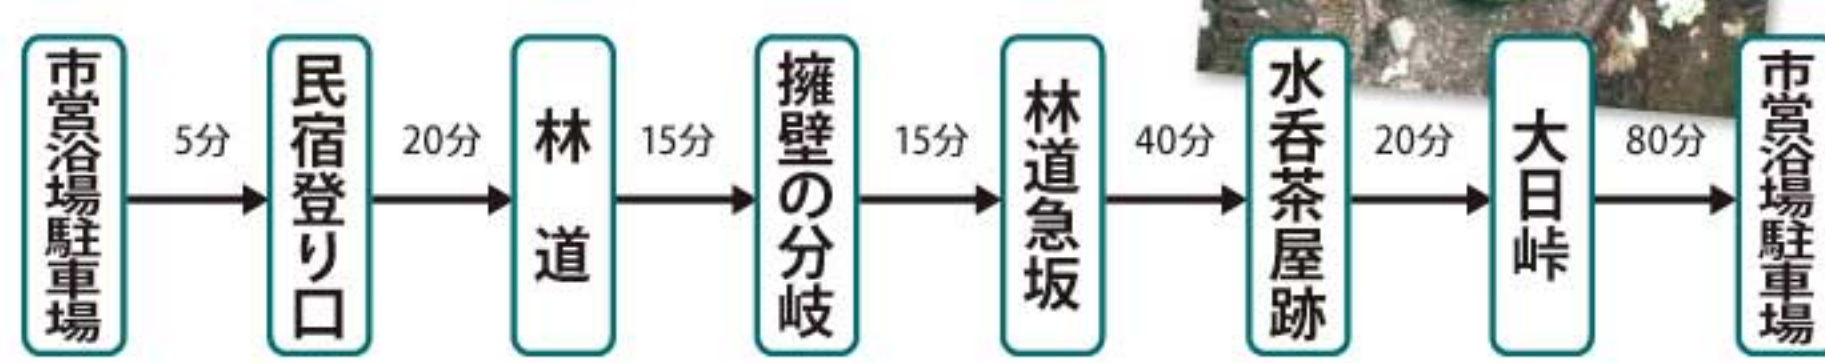 市営浴場駐車場
5分
民宿登り口
20分
林道
15分
擁壁の分岐
15分
林道急坂
40分
水呑茶屋跡
20分
大日峠
80分
市営浴場駐車場